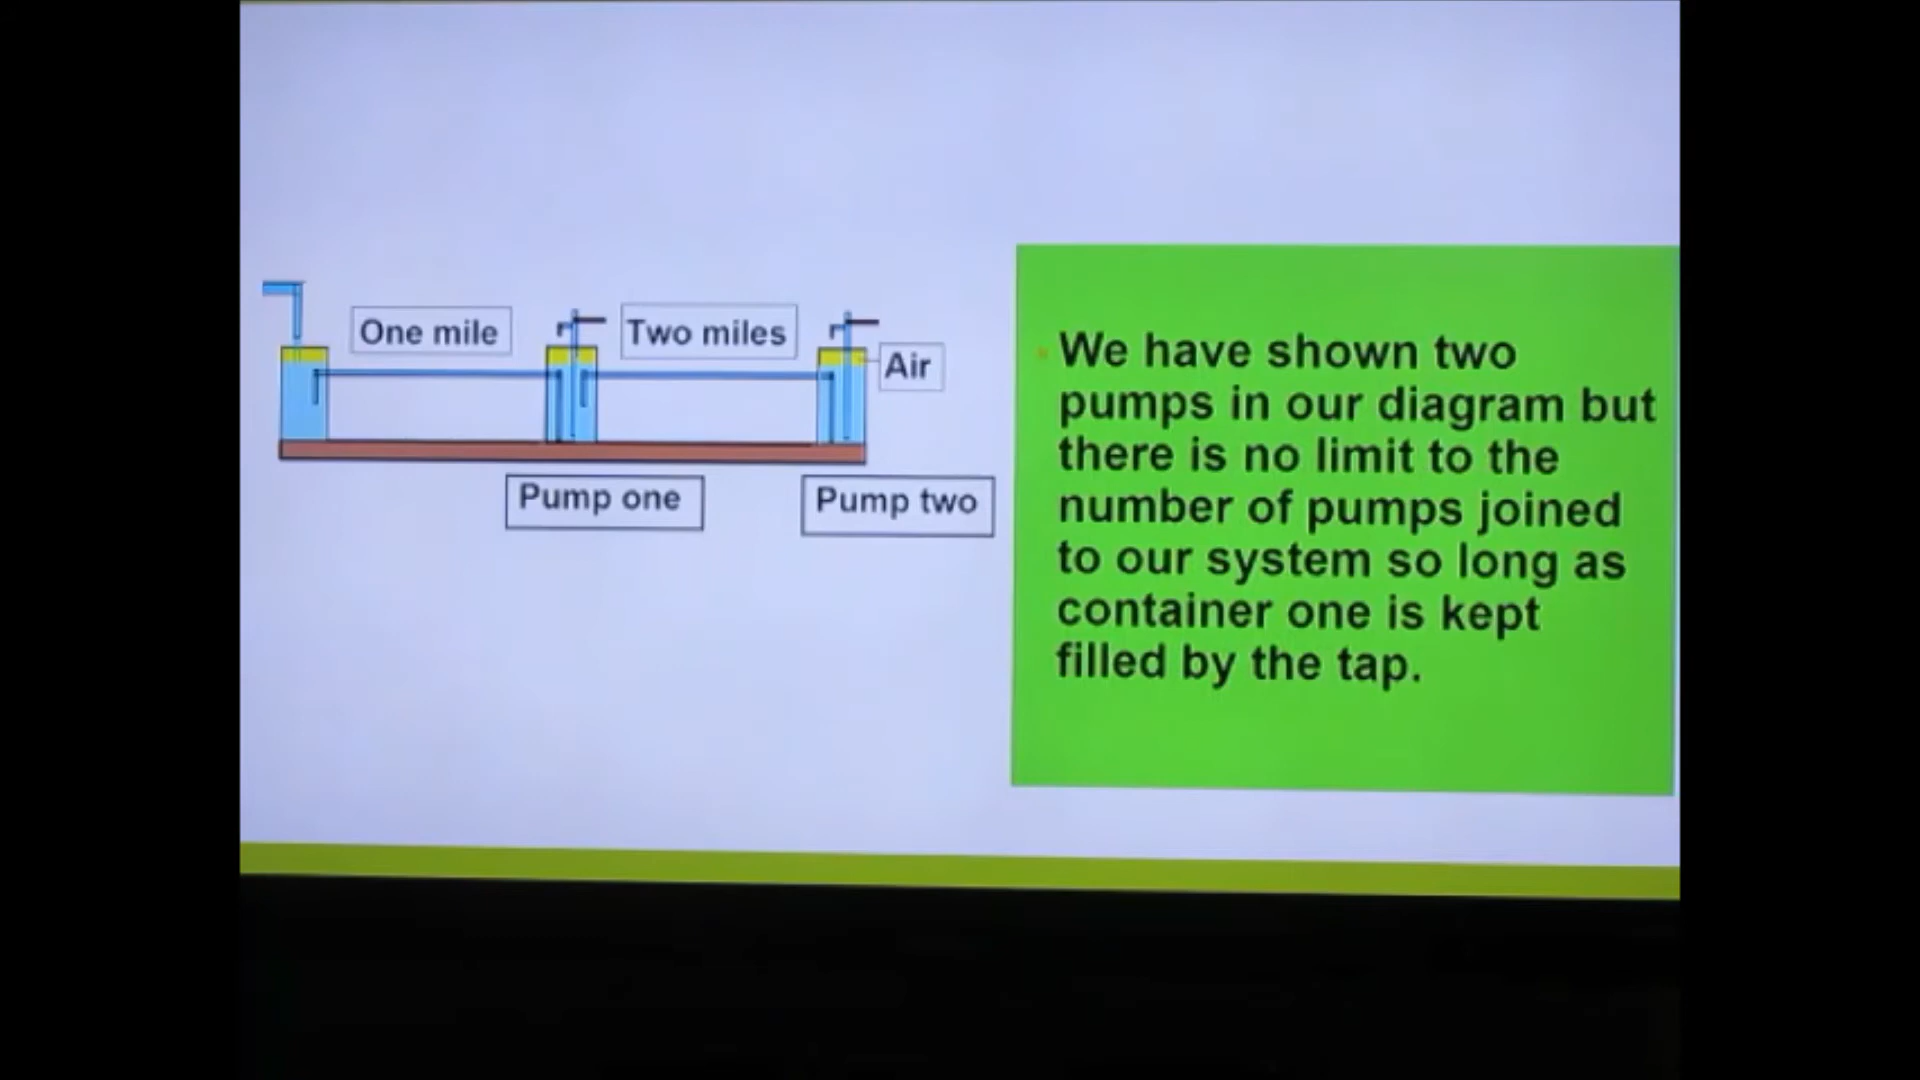 One mile
Two miles
Air
Pump one
Pump two
We have shown two
pumps in our diagram but
there is no limit to the
number of pumps joined
to our system so long as
container one is kept
filled by the tap.